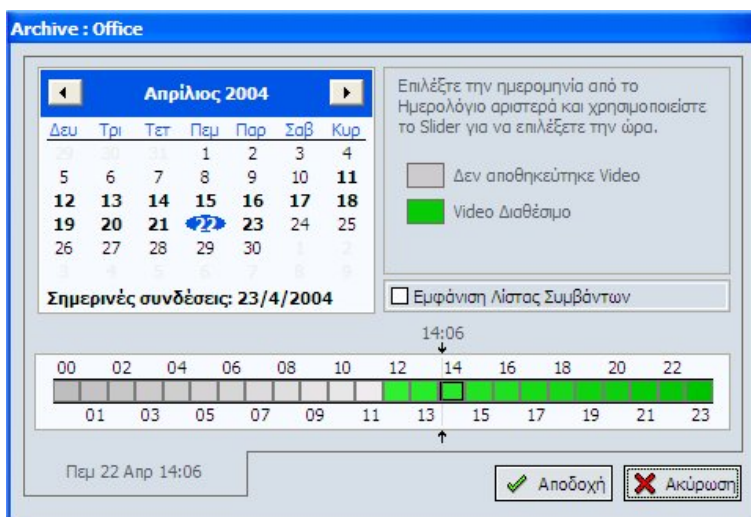 Archive : Office
Απρίλιος 2004
Δευ Τρι Τετ Πεμ Παρ Σαβ Κυρ
29 30 31 1 2 3 4
5 6 7 8 9 10 11
12 13 14 15 16 17 18
19 20 21 22 23 24 25
26 27 28 29 30 1 2
3 4 5 6 7 8 9
Σημερινές συνδέσεις: 23/4/2004
Επιλέξτε την ημερομηνία από το
Ημερολόγιο αριστερά και χρησιμοποιείστε
το Slider για να επιλέξετε την ώρα.
Δεν αποθηκεύτηκε Video
Video Διαθέσιμο
Εμφάνιση Λίστας Συμβάντων
14:06
00 02 04 06 08 10 12 14 16 18 20 22
01 03 05 07 09 11 13 15 17 19 21 23
Πεμ 22 Απρ 14:06
Αποδοχή
Ακύρωση